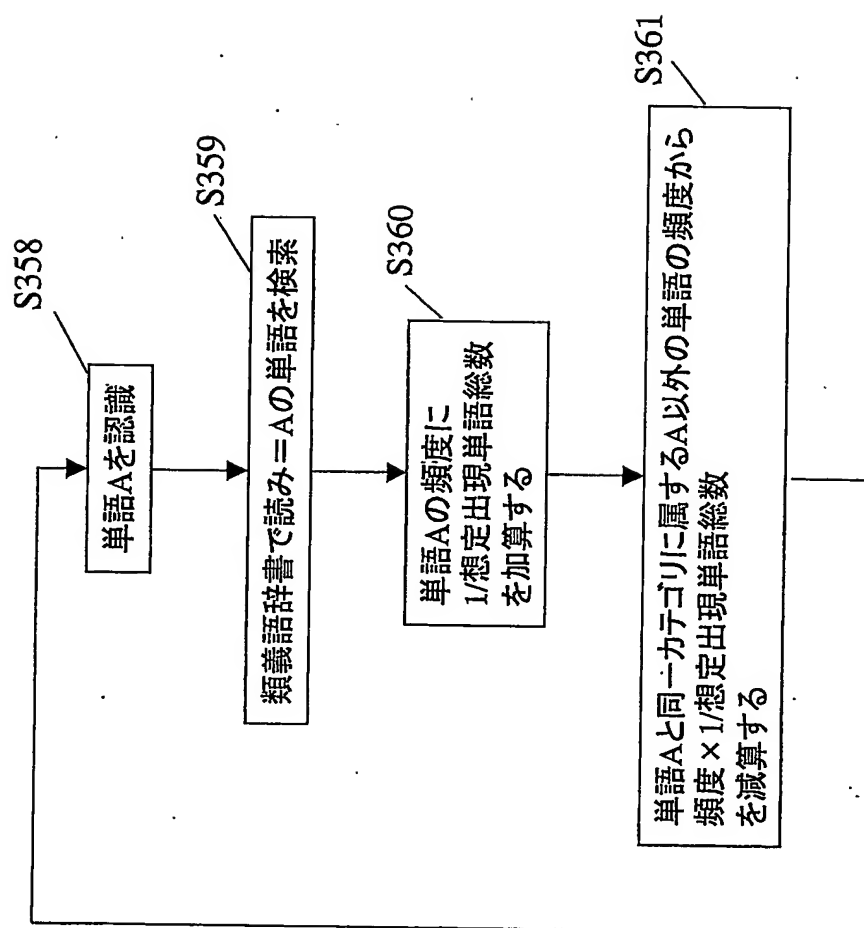 S358
単語Aを認識
S359
類義語辞書で読み＝Aの単語を検索
S360
単語Aの頻度に
1/想定出現単語総数
を加算する
S361
単語Aと同一カテゴリに属するA以外の単語の頻度から
頻度×1/想定出現単語総数
を減算する